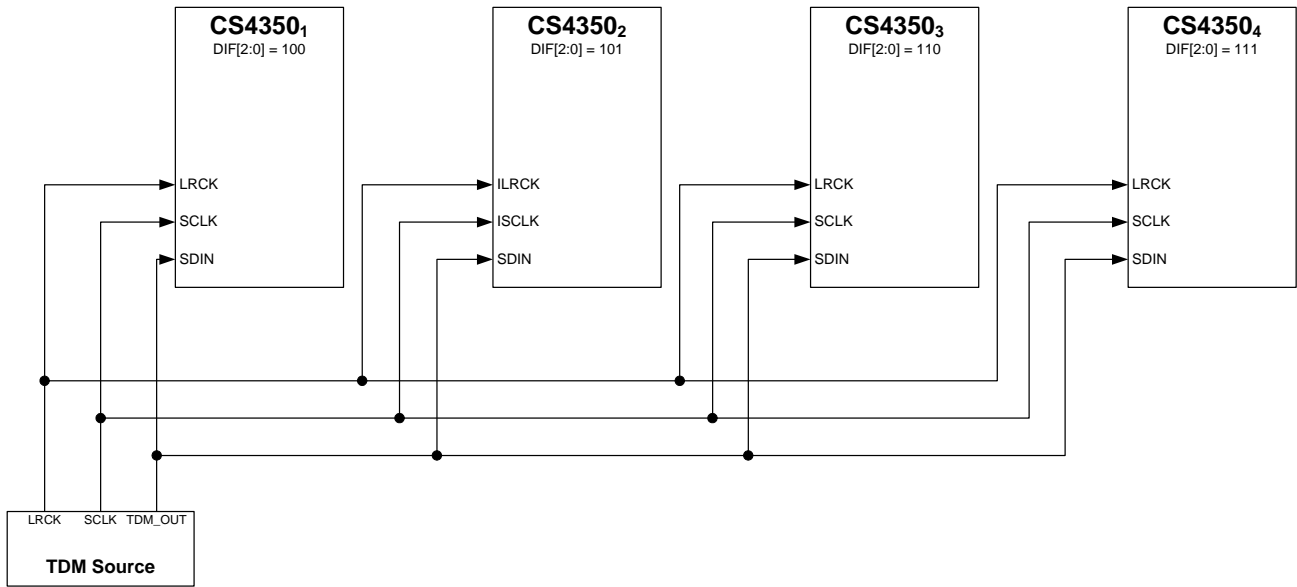 CS4350₁
DIF[2:0] = 100
LRCK
SCLK
SDIN
CS4350₂
DIF[2:0] = 101
ILRCK
ISCLK
SDIN
CS4350₃
DIF[2:0] = 110
LRCK
SCLK
SDIN
CS4350₄
DIF[2:0] = 111
LRCK
SCLK
SDIN
LRCK SCLK TDM_OUT
TDM Source